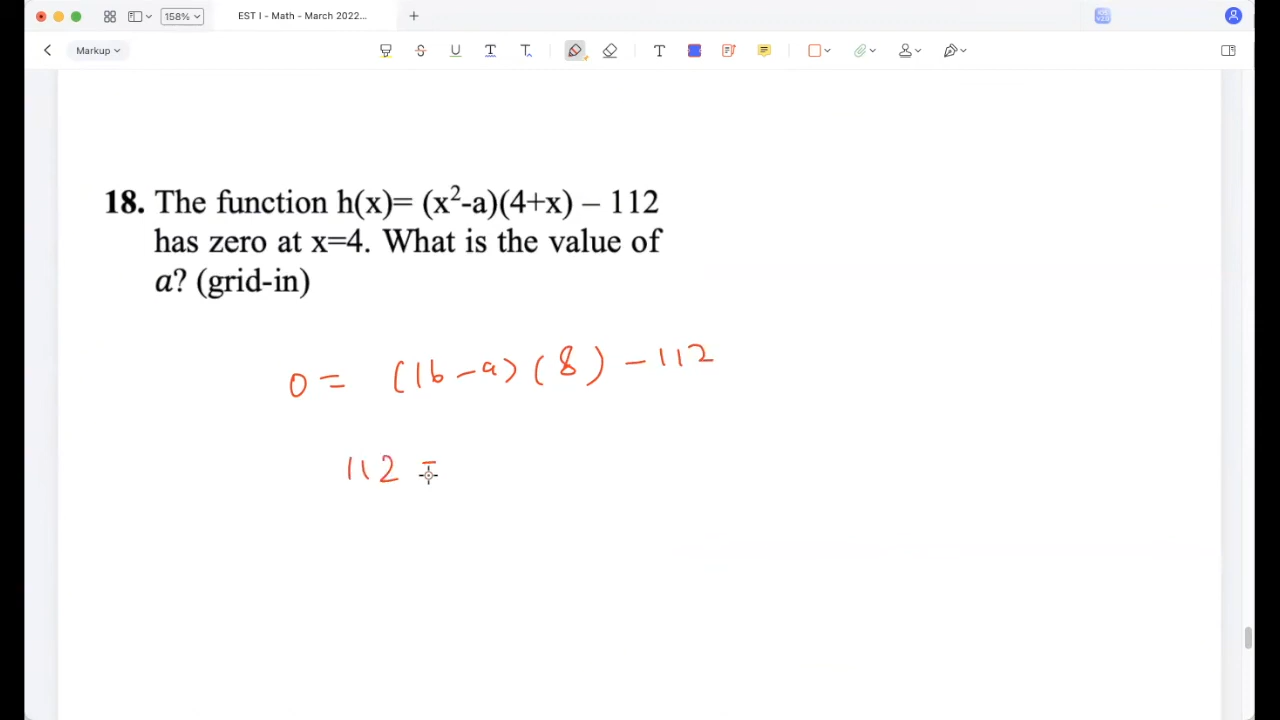 158%
EST I - Math - March 2022...
Markup
18. The function h(x)= (x²-a)(4+x) – 112
has zero at x=4. What is the value of
a? (grid-in)
0 = (16 - a) ( 8 ) - 112
112 =